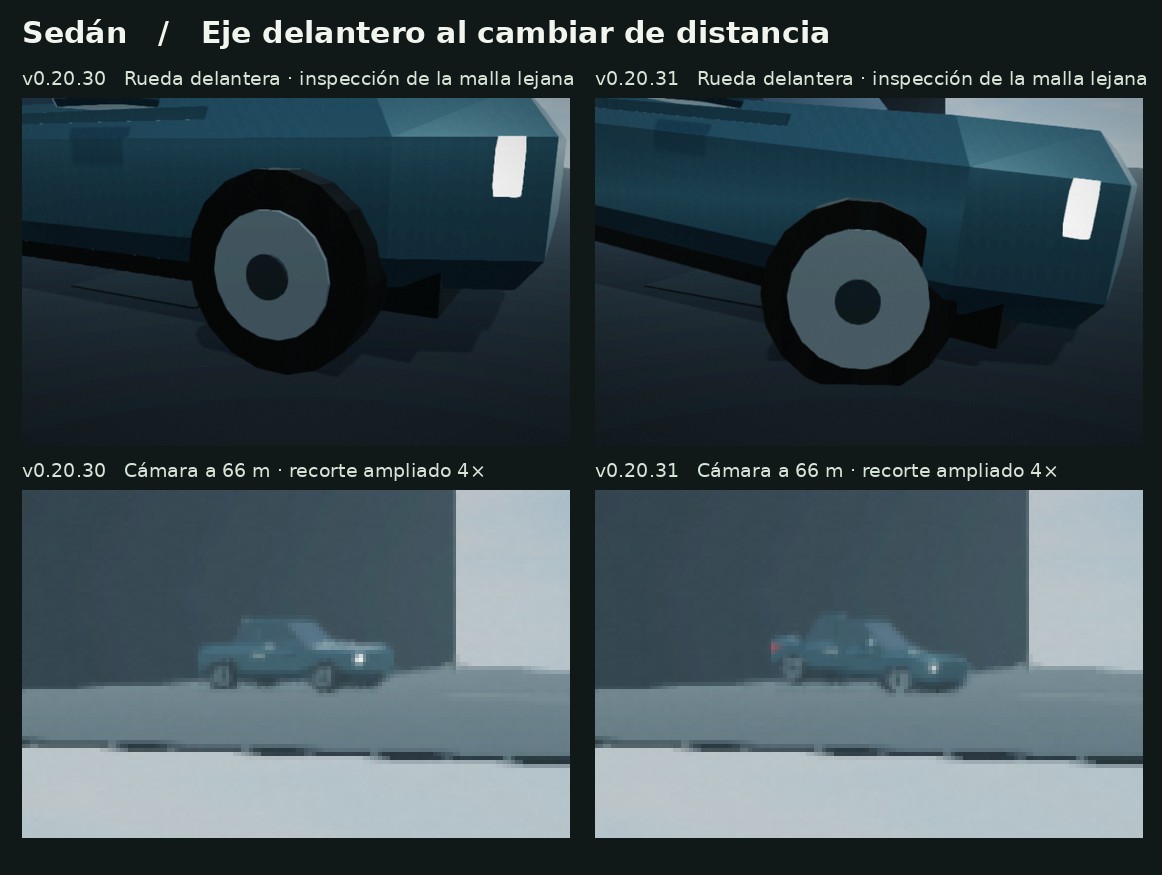 Sedán / Eje delantero al cambiar de distancia
v0.20.30 Rueda delantera · inspección de la malla lejana
v0.20.31 Rueda delantera · inspección de la malla lejana
v0.20.30 Cámara a 66 m · recorte ampliado 4×
v0.20.31 Cámara a 66 m · recorte ampliado 4×